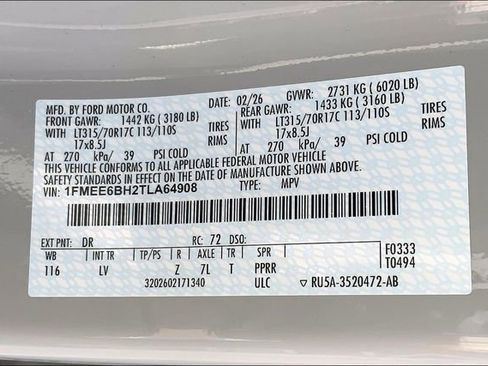 MFD. BY FORD MOTOR CO.
DATE: 02/26 GVWR: 2731 KG ( 6020 LB)
FRONT GAWR: 1442 KG ( 3180 LB) REAR GAWR: 1433 KG ( 3160 LB)
WITH LT315/70R17C 113/110S WITH LT315/70R17C 113/110S
17x8.5J 17x8.5J
AT 270 kPa/ 39 PSI COLD AT 270 kPa/ 39 PSI COLD
THIS VEHICLE CONFORMS TO ALL APPLICABLE FEDERAL MOTOR VEHICLE
SAFETY STANDARDS IN EFFECT ON THE DATE OF MANUFACTURE SHOWN ABOVE.
VIN: 1FMEE6BH2TLA64908 TYPE: MPV
EXT PNT: DR RC: 72 DSO:
WB INT TR TP/PS R AXLE TR SPR
116 LV Z 7L T PPRR
F0333
T0494
3202602171340 ULC ▽ RU5A-3520472-AB